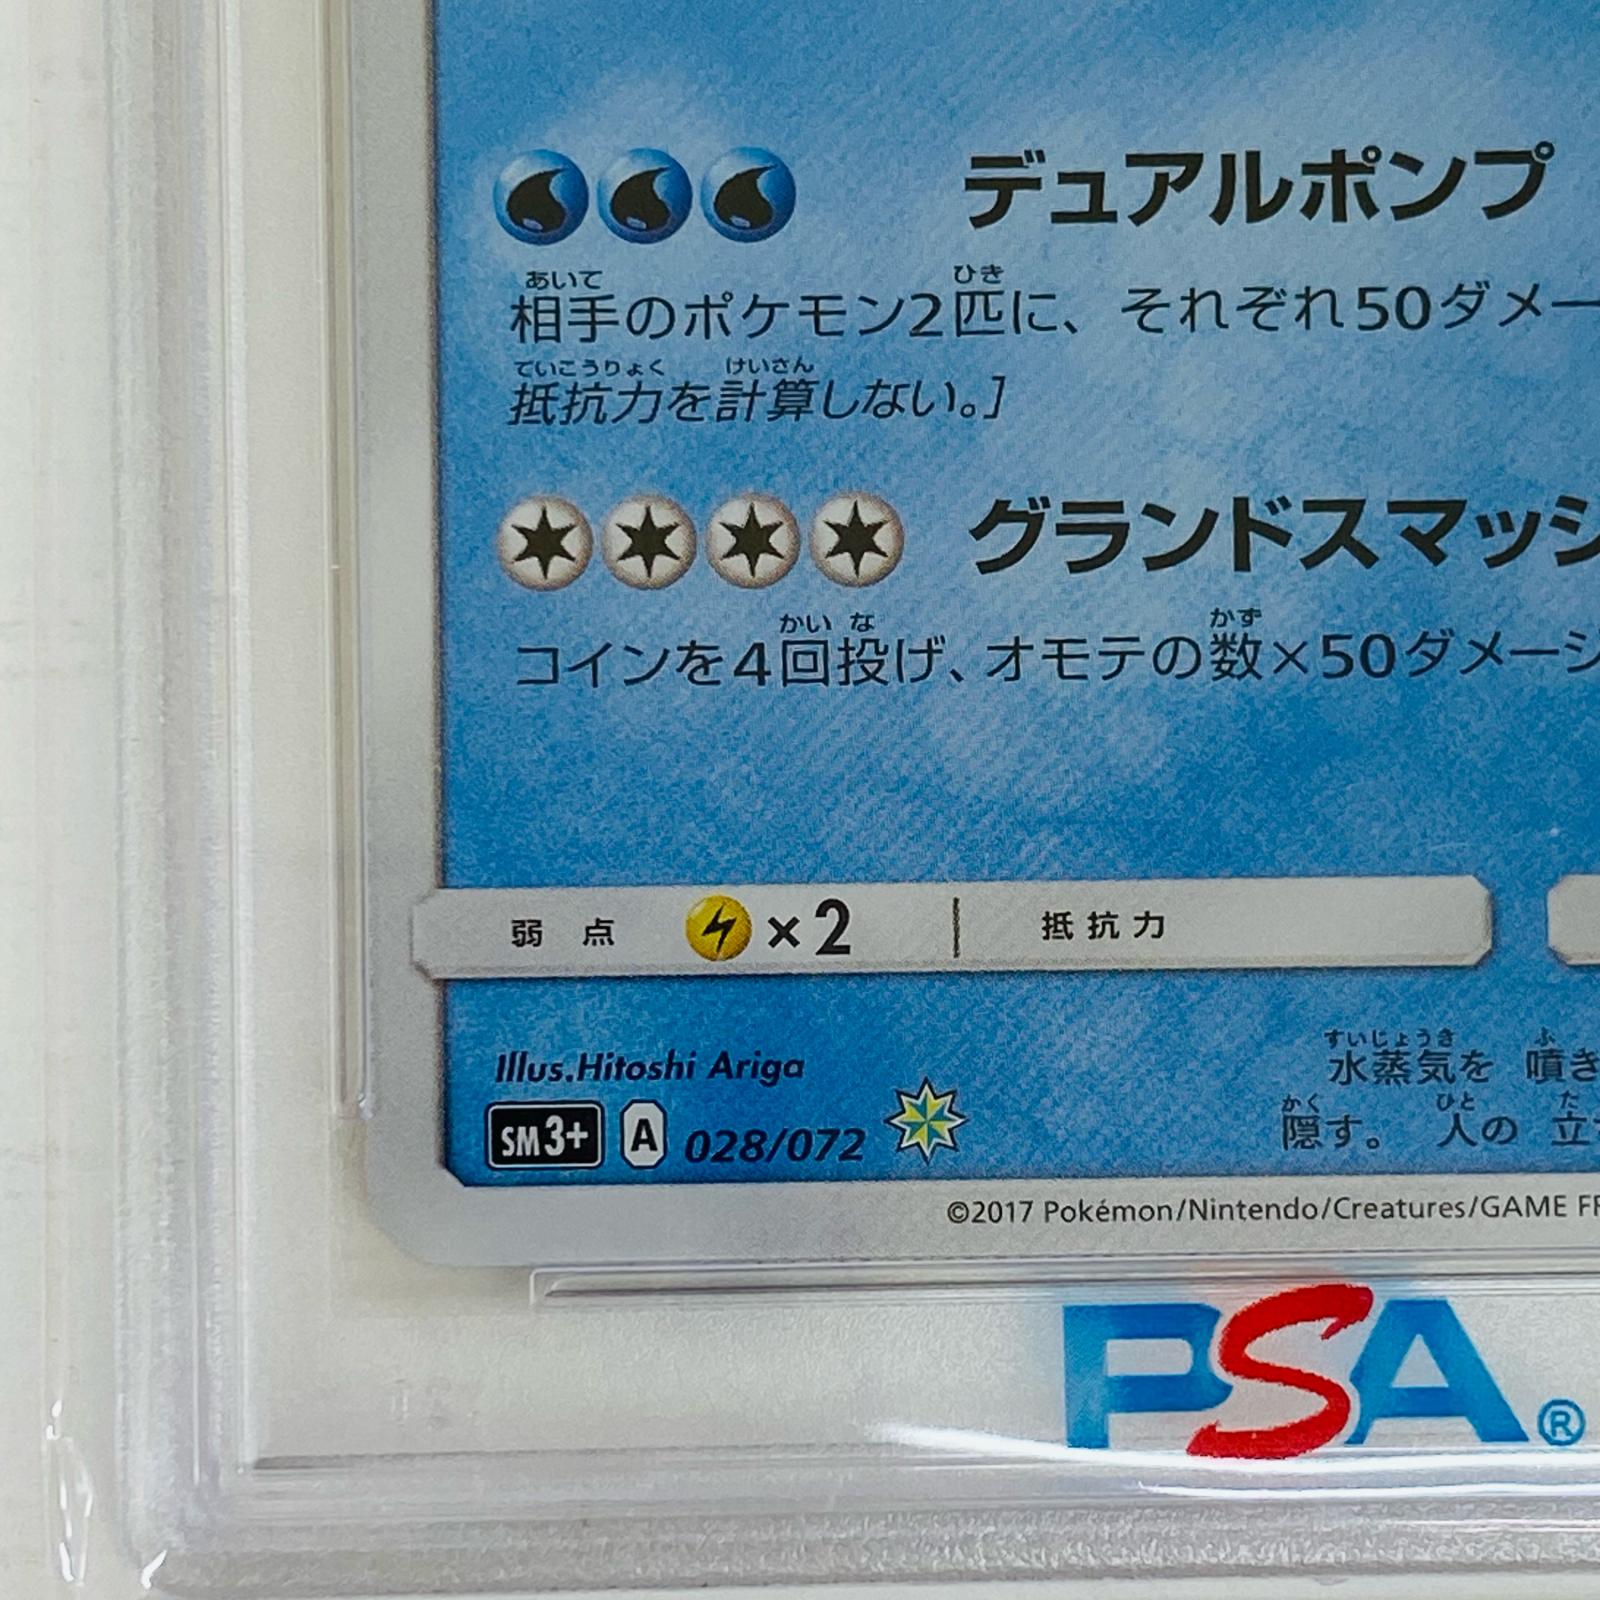 デュアルポンプ
あいて ひき
相手のポケモン2匹に、それぞれ50ダメー
ていこうりょく けいさん
抵抗力を計算しない。]
グランドスマッシ
かい な かず
コインを4回投げ、オモテの数×50ダメージ
弱点 ×2 抵抗力
Illus.Hitoshi Ariga
SM3+ A 028/072
すいじょうき ふ
水蒸気を 噴き
かく ひと た
隠す。 人の 立
©2017 Pokémon/Nintendo/Creatures/GAME FR
PSA®